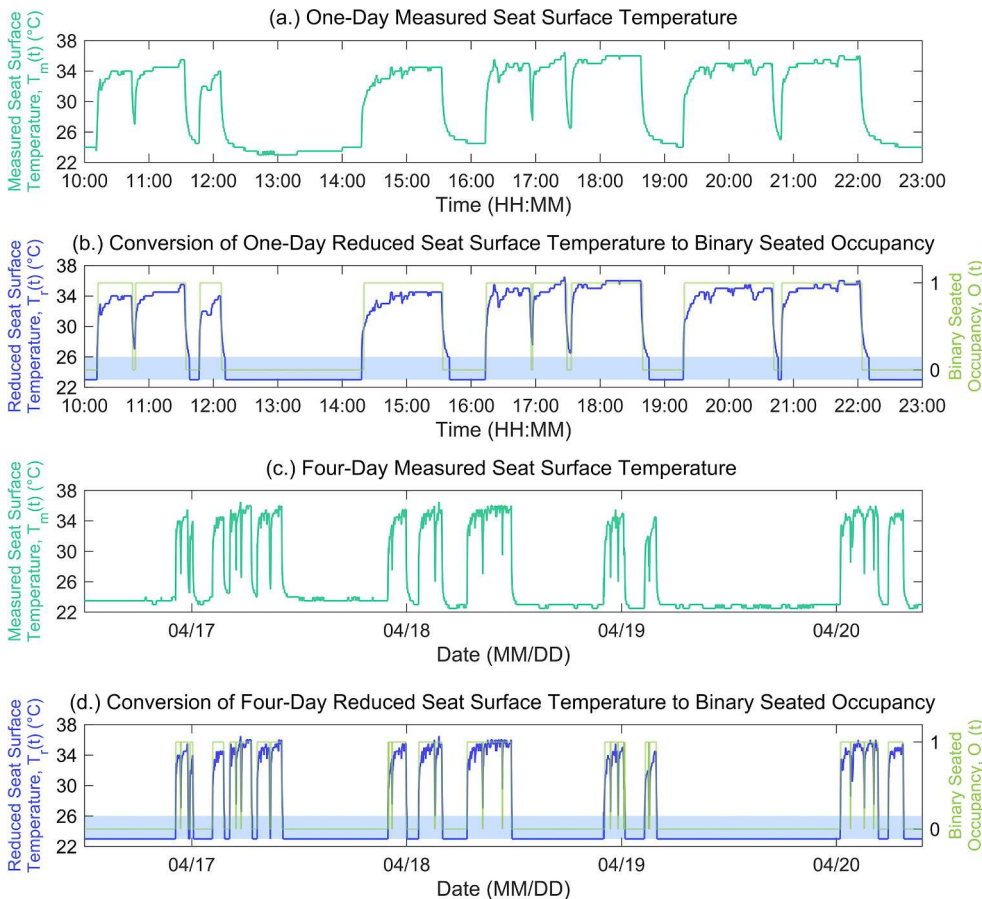 (a.) One-Day Measured Seat Surface Temperature
Measured Seat Surface
Temperature, T_m(t) (°C)
38
34
30
26
22
10:00 11:00 12:00 13:00 14:00 15:00 16:00 17:00 18:00 19:00 20:00 21:00 22:00 23:00
Time (HH:MM)
(b.) Conversion of One-Day Reduced Seat Surface Temperature to Binary Seated Occupancy
Reduced Seat Surface
Temperature, T_r(t) (°C)
38
34
30
26
22
1
0
Binary Seated
Occupancy, O (t)
10:00 11:00 12:00 13:00 14:00 15:00 16:00 17:00 18:00 19:00 20:00 21:00 22:00 23:00
Time (HH:MM)
(c.) Four-Day Measured Seat Surface Temperature
Measured Seat Surface
Temperature, T_m(t) (°C)
38
34
30
26
22
04/17 04/18 04/19 04/20
Date (MM/DD)
(d.) Conversion of Four-Day Reduced Seat Surface Temperature to Binary Seated Occupancy
Reduced Seat Surface
Temperature, T_r(t) (°C)
38
34
30
26
22
1
0
Binary Seated
Occupancy, O (t)
04/17 04/18 04/19 04/20
Date (MM/DD)